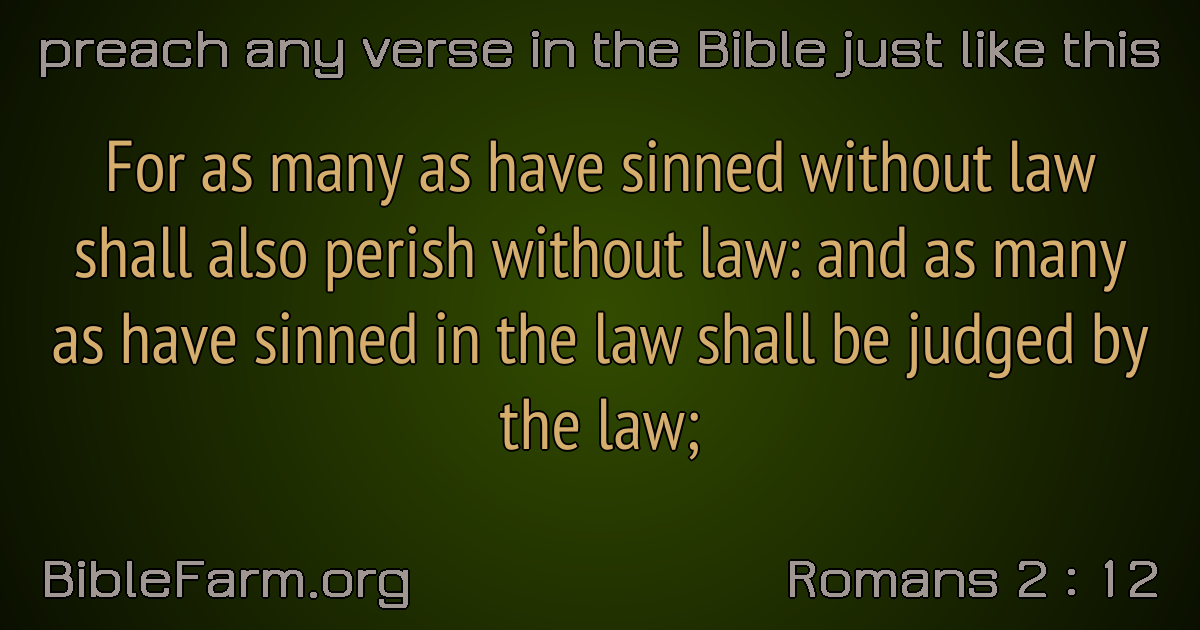 preach any verse in the Bible just like this
For as many as have sinned without law
shall also perish without law: and as many
as have sinned in the law shall be judged by
the law;
BibleFarm.org
Romans 2 : 12